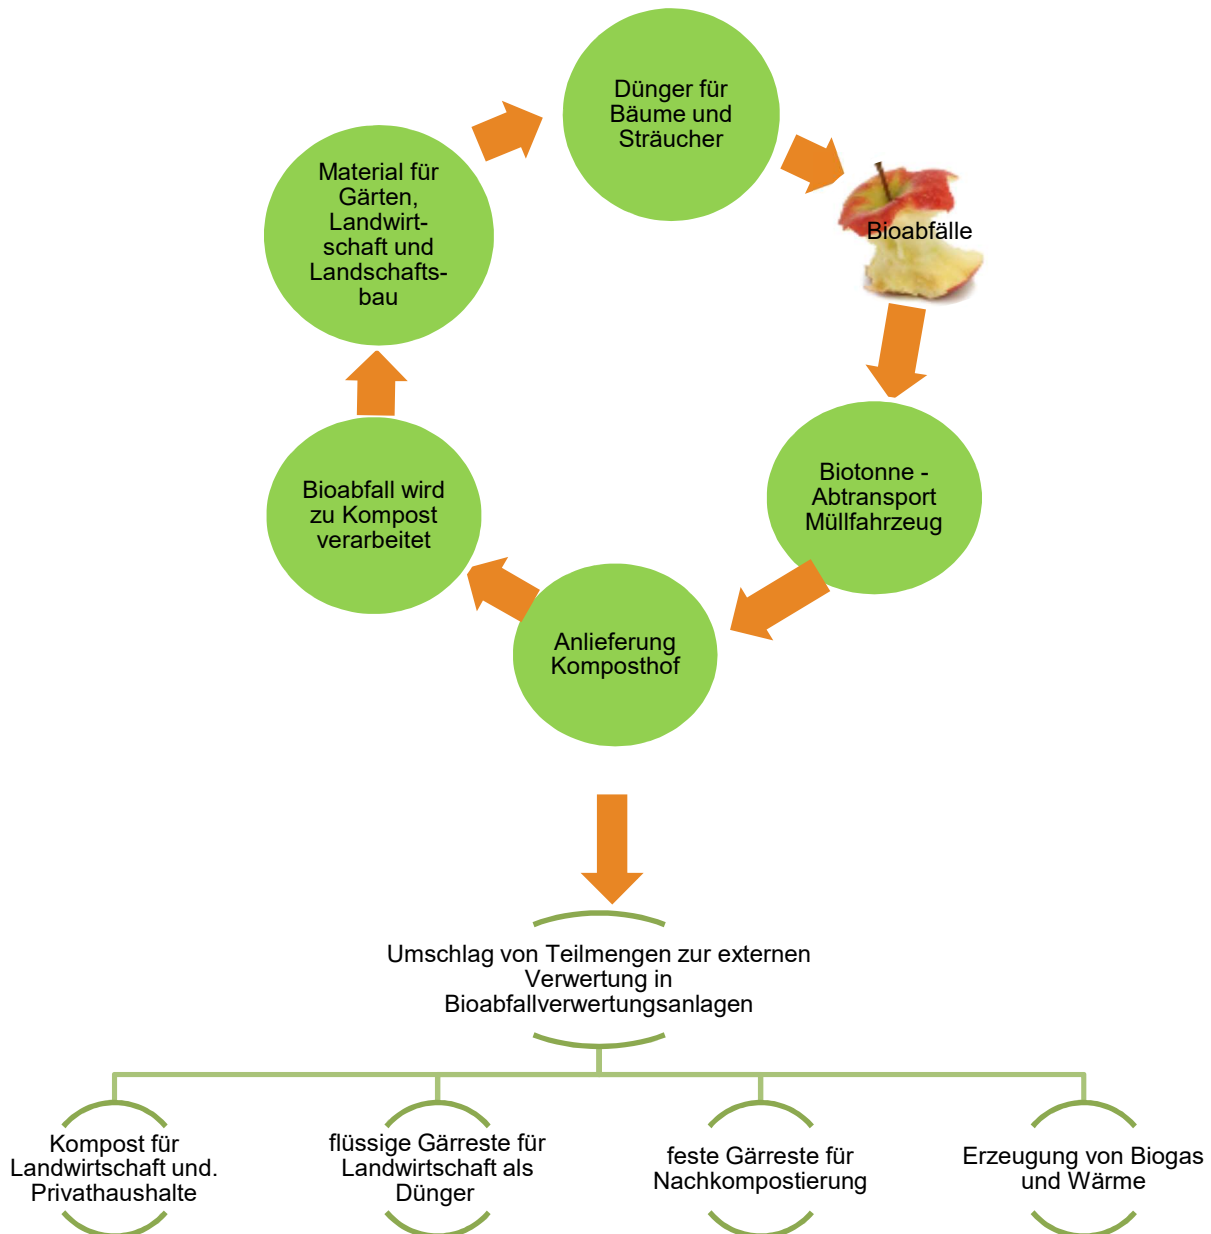 Dünger für
Bäume und
Sträucher
Bioabfälle
Biotonne -
Abtransport
Müllfahrzeug
Anlieferung
Komposthof
Bioabfall wird
zu Kompost
verarbeitet
Material für
Gärten,
Landwirt-
schaft und
Landschafts-
bau
Umschlag von Teilmengen zur externen
Verwertung in
Bioabfallverwertungsanlagen
Kompost für
Landwirtschaft und.
Privathaushalte
flüssige Gärreste für
Landwirtschaft als
Dünger
feste Gärreste für
Nachkompostierung
Erzeugung von Biogas
und Wärme